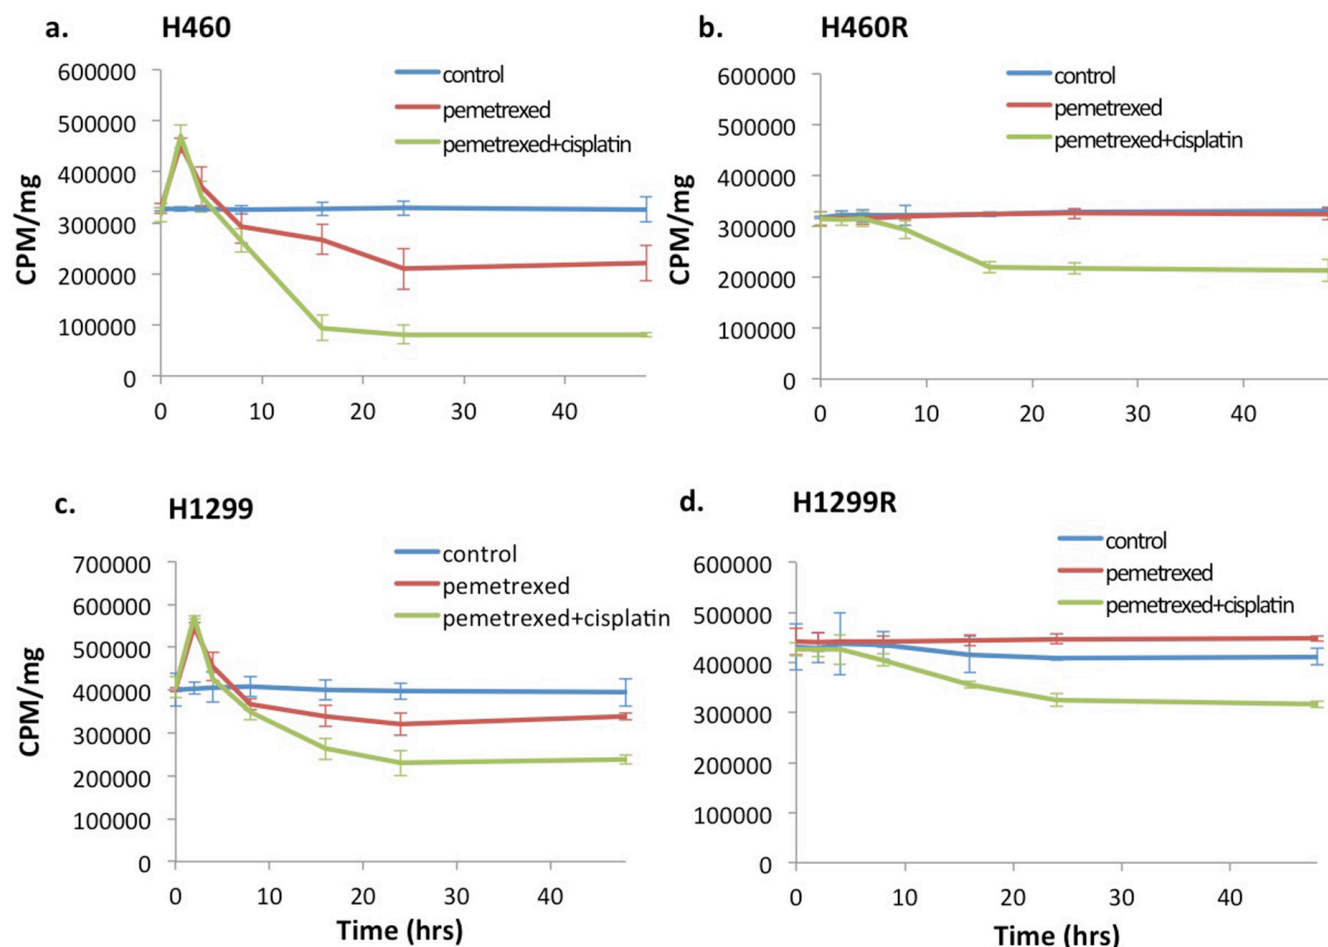 a. H460
600000
500000
400000
300000
200000
100000
0
CPM/mg
control
pemetrexed
pemetrexed+cisplatin
0 10 20 30 40
b. H460R
600000
500000
400000
300000
200000
100000
0
CPM/mg
control
pemetrexed
pemetrexed+cisplatin
0 10 20 30 40
c. H1299
700000
600000
500000
400000
300000
200000
100000
0
CPM/mg
control
pemetrexed
pemetrexed+cisplatin
0 10 20 30 40
Time (hrs)
d. H1299R
600000
500000
400000
300000
200000
100000
0
control
pemetrexed
pemetrexed+cisplatin
0 10 20 30 40
Time (hrs)